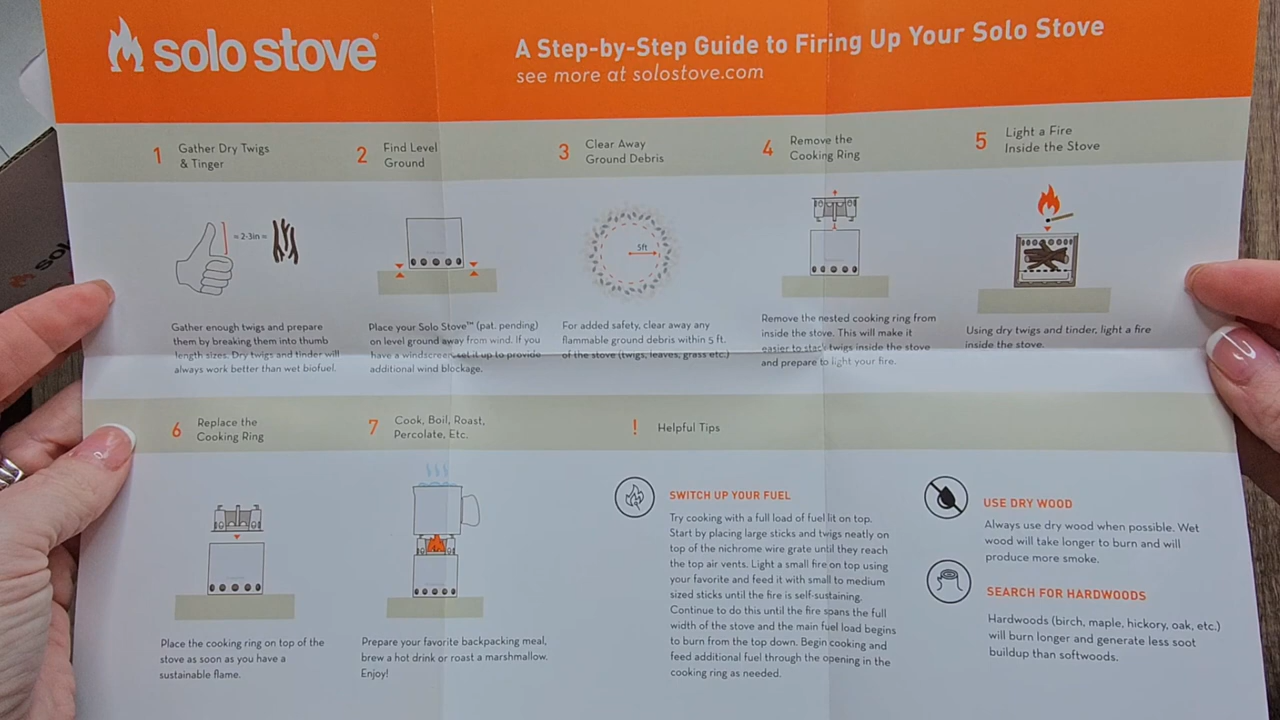 solo stove®
A Step-by-Step Guide to Firing Up Your Solo Stove
see more at solostove.com
1 Gather Dry Twigs
& Tinger
≈ 2-3in =
Gather enough twigs and prepare
them by breaking them into thumb
length sizes. Dry twigs and tinder will
always work better than wet biofuel.
2 Find Level
Ground
Place your Solo Stove™ (pat. pending)
on level ground away from wind. If you
have a windscreen, set it up to provide
additional wind blockage.
3 Clear Away
Ground Debris
5ft
For added safety, clear away any
flammable ground debris within 5 ft.
of the stove (twigs, leaves, grass etc.)
4 Remove the
Cooking Ring
Remove the nested cooking ring from
inside the stove. This will make it
easier to stack twigs inside the stove
and prepare to light your fire.
5 Light a Fire
Inside the Stove
Using dry twigs and tinder, light a fire
inside the stove.
6 Replace the
Cooking Ring
Place the cooking ring on top of the
stove as soon as you have a
sustainable flame.
7 Cook, Boil, Roast,
Percolate, Etc.
Prepare your favorite backpacking meal,
brew a hot drink or roast a marshmallow.
Enjoy!
! Helpful Tips
SWITCH UP YOUR FUEL
Try cooking with a full load of fuel lit on top.
Start by placing large sticks and twigs neatly on
top of the nichrome wire grate until they reach
the top air vents. Light a small fire on top using
your favorite and feed it with small to medium
sized sticks until the fire is self-sustaining.
Continue to do this until the fire spans the full
width of the stove and the main fuel load begins
to burn from the top down. Begin cooking and
feed additional fuel through the opening in the
cooking ring as needed.
USE DRY WOOD
Always use dry wood when possible. Wet
wood will take longer to burn and will
produce more smoke.
SEARCH FOR HARDWOODS
Hardwoods (birch, maple, hickory, oak, etc.)
will burn longer and generate less soot
buildup than softwoods.